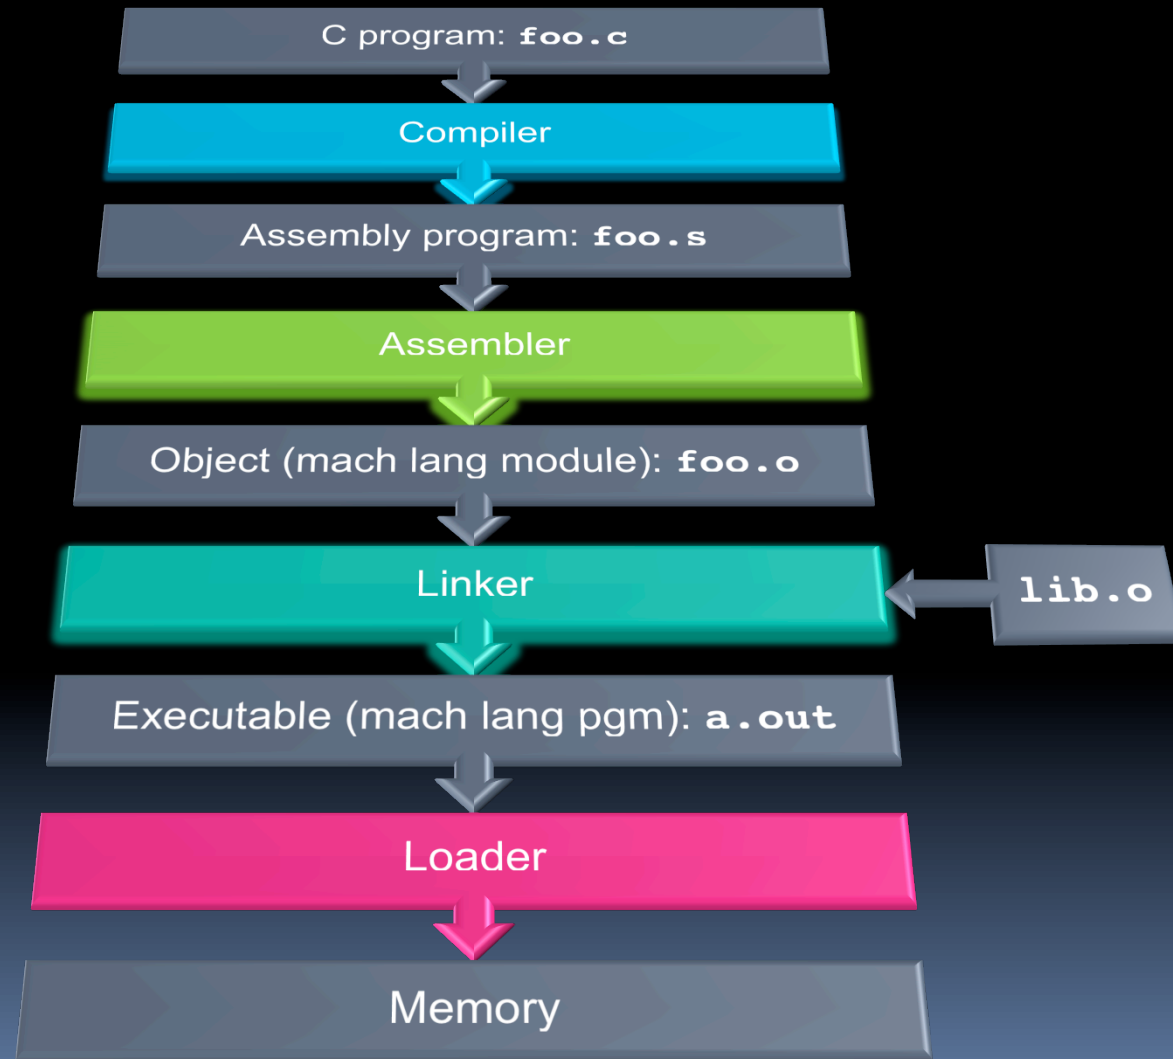 C program: foo.c
Compiler
Assembly program: foo.s
Assembler
Object (mach lang module): foo.o
Linker
lib.o
Executable (mach lang pgm): a.out
Loader
Memory